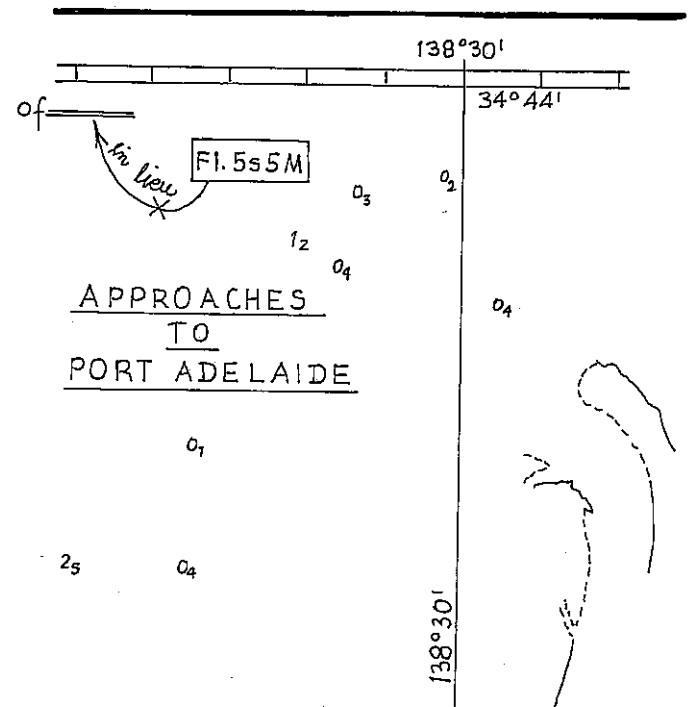 138°30'
34°44'
of
in lieu
Fl.5s5M
0₃
0₂
1₂
0₄
0₄
APPROACHES
TO
PORT ADELAIDE
0₁
2₅
0₄
138°30'